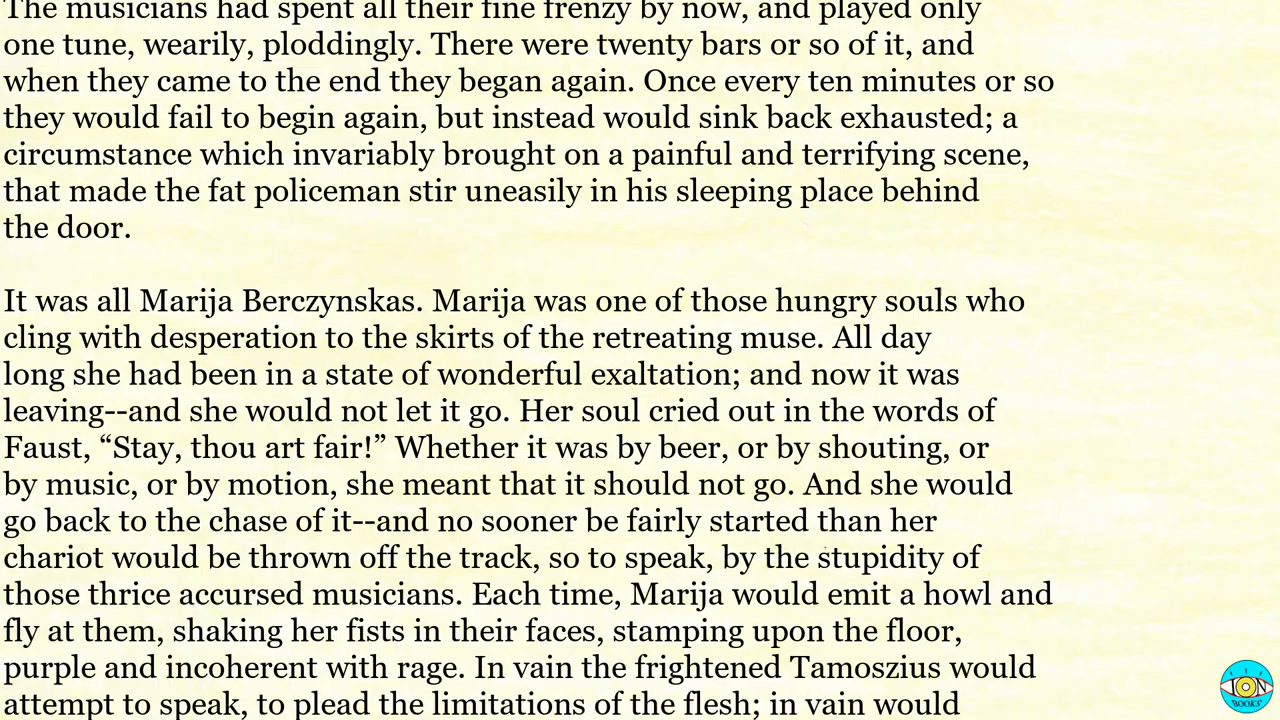 The musicians had spent all their fine frenzy by now, and played only
one tune, wearily, ploddingly. There were twenty bars or so of it, and
when they came to the end they began again. Once every ten minutes or so
they would fail to begin again, but instead would sink back exhausted; a
circumstance which invariably brought on a painful and terrifying scene,
that made the fat policeman stir uneasily in his sleeping place behind
the door.
It was all Marija Berczynskas. Marija was one of those hungry souls who
cling with desperation to the skirts of the retreating muse. All day
long she had been in a state of wonderful exaltation; and now it was
leaving--and she would not let it go. Her soul cried out in the words of
Faust, “Stay, thou art fair!” Whether it was by beer, or by shouting, or
by music, or by motion, she meant that it should not go. And she would
go back to the chase of it--and no sooner be fairly started than her
chariot would be thrown off the track, so to speak, by the stupidity of
those thrice accursed musicians. Each time, Marija would emit a howl and
fly at them, shaking her fists in their faces, stamping upon the floor,
purple and incoherent with rage. In vain the frightened Tamoszius would
attempt to speak, to plead the limitations of the flesh; in vain would
ION
BOOKS